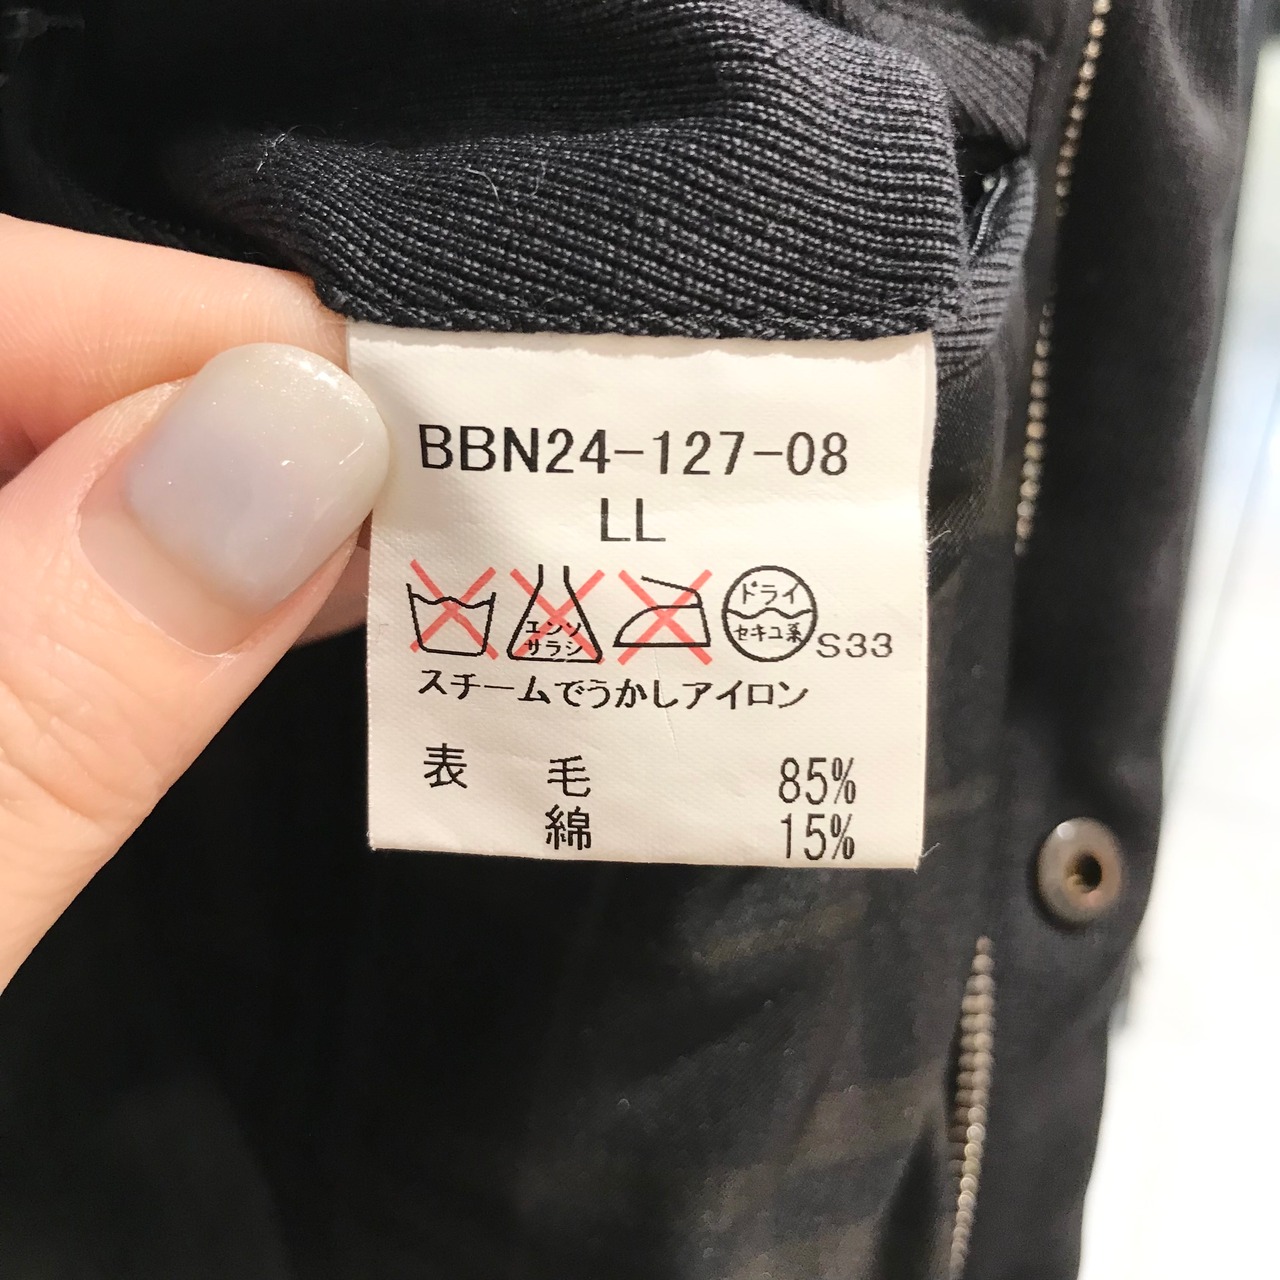 BBN24-127-08
LL
エンソ
サラシ
ドライ
セキユ系
S33
スチームでうかしアイロン
表 毛 85%
綿 15%